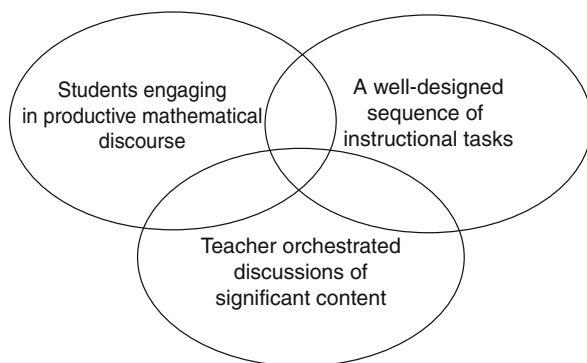 Students engaging
in productive mathematical
discourse
A well-designed
sequence of
instructional tasks
Teacher orchestrated
discussions of
significant content